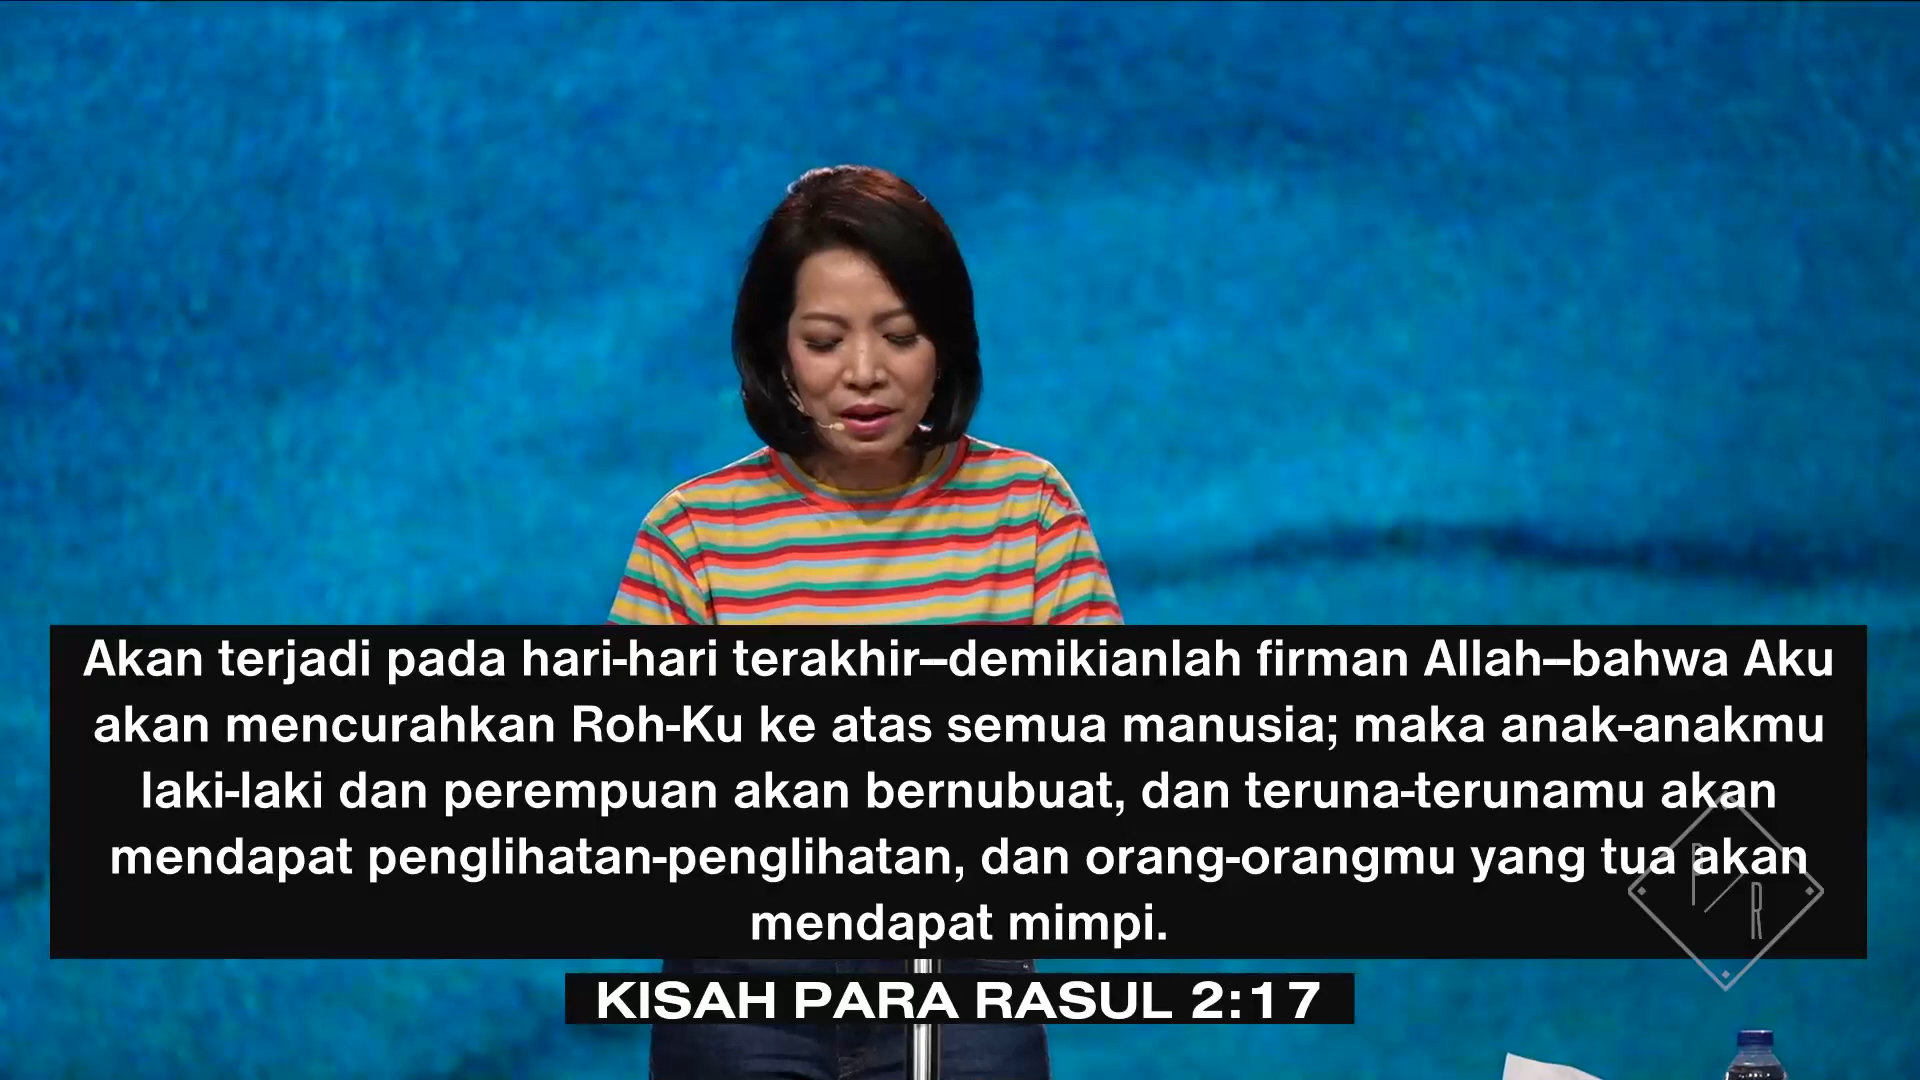 Akan terjadi pada hari-hari terakhir–demikianlah firman Allah–bahwa Aku
akan mencurahkan Roh-Ku ke atas semua manusia; maka anak-anakmu
laki-laki dan perempuan akan bernubuat, dan teruna-terunamu akan
mendapat penglihatan-penglihatan, dan orang-orangmu yang tua akan
mendapat mimpi.
P/R
KISAH PARA RASUL 2:17